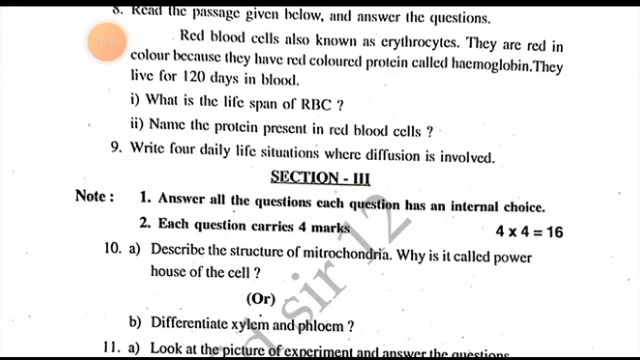 8. Read the passage given below, and answer the questions.
Red blood cells also known as erythrocytes. They are red in
colour because they have red coloured protein called haemoglobin.They
live for 120 days in blood.
i) What is the life span of RBC ?
ii) Name the protein present in red blood cells ?
9. Write four daily life situations where diffusion is involved.
SECTION - III
Note : 1. Answer all the questions each question has an internal choice.
2. Each question carries 4 marks 4 x 4 = 16
10. a) Describe the structure of mitrochondria. Why is it called power
house of the cell ?
(Or)
b) Differentiate xylem and phloem ?
11. a) Look at the picture of experiment and answer the questions
sir 12